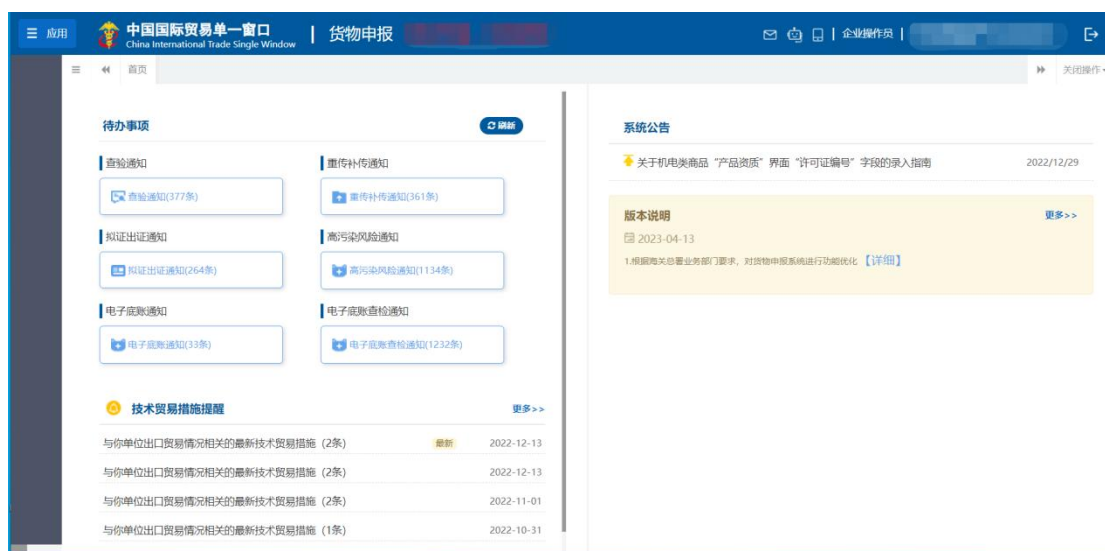 应用
中国国际贸易单一窗口
China International Trade Single Window
货物申报
企业操作员
首页
关闭操作
待办事项
刷新
查验通知
重传补传通知
查验通知(377条)
重传补传通知(361条)
拟证出证通知
高污染风险通知
拟证出证通知(264条)
高污染风险通知(1134条)
电子底账通知
电子底账查检通知
电子底账通知(33条)
电子底账查检通知(1232条)
技术贸易措施提醒
更多>>
与你单位出口贸易情况相关的最新技术贸易措施 (2条) 最新 2022-12-13
与你单位出口贸易情况相关的最新技术贸易措施 (2条) 2022-12-13
与你单位出口贸易情况相关的最新技术贸易措施 (2条) 2022-11-01
与你单位出口贸易情况相关的最新技术贸易措施 (1条) 2022-10-31
系统公告
关于机电类商品“产品资质”界面“许可证编号”字段的录入指南 2022/12/29
版本说明
更多>>
2023-04-13
1.根据海关总署业务部门要求，对货物申报系统进行功能优化 【详细】